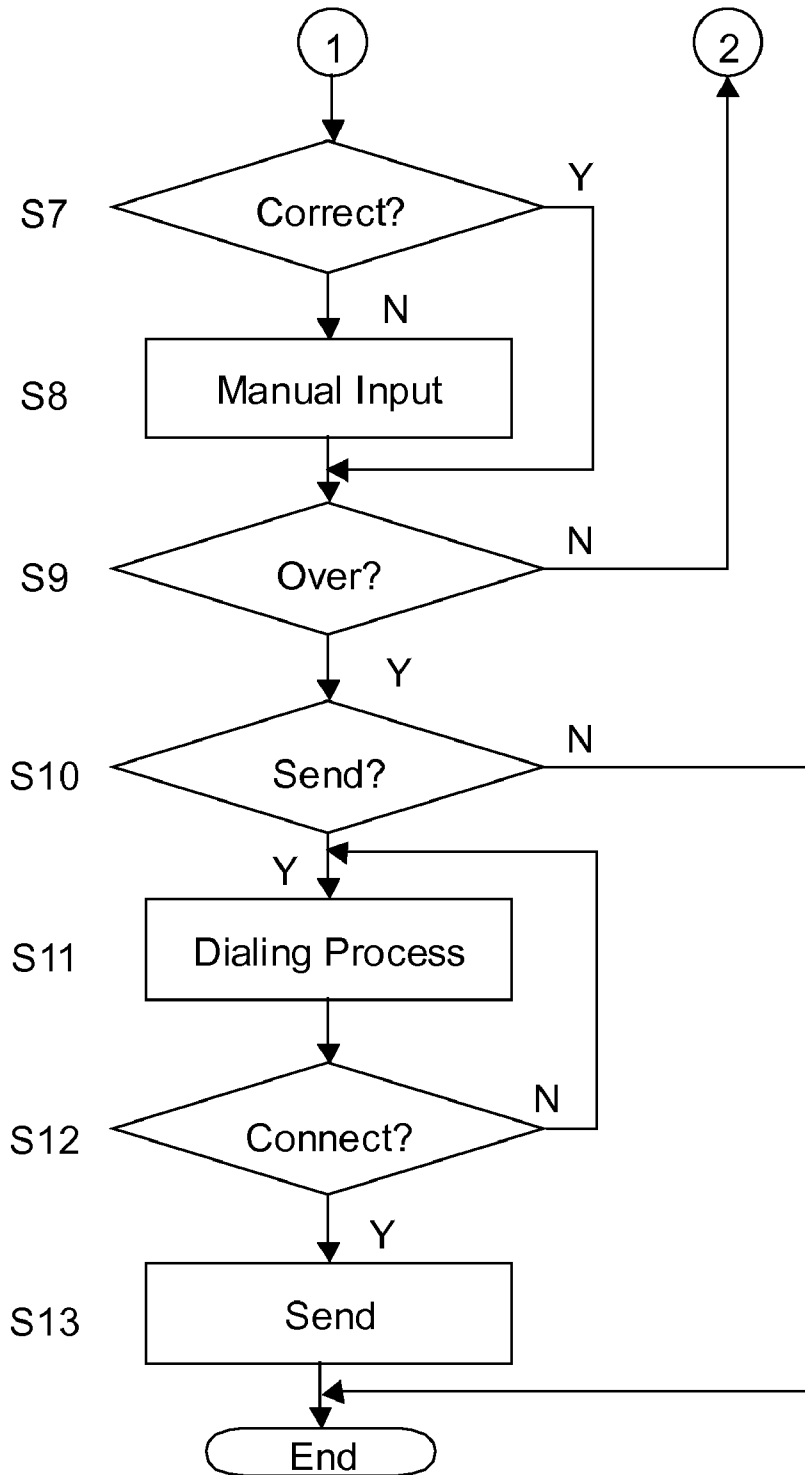 1
2
S7
Correct?
Y
N
S8
Manual Input
S9
Over?
N
Y
S10
Send?
N
Y
S11
Dialing Process
S12
Connect?
N
Y
S13
Send
End